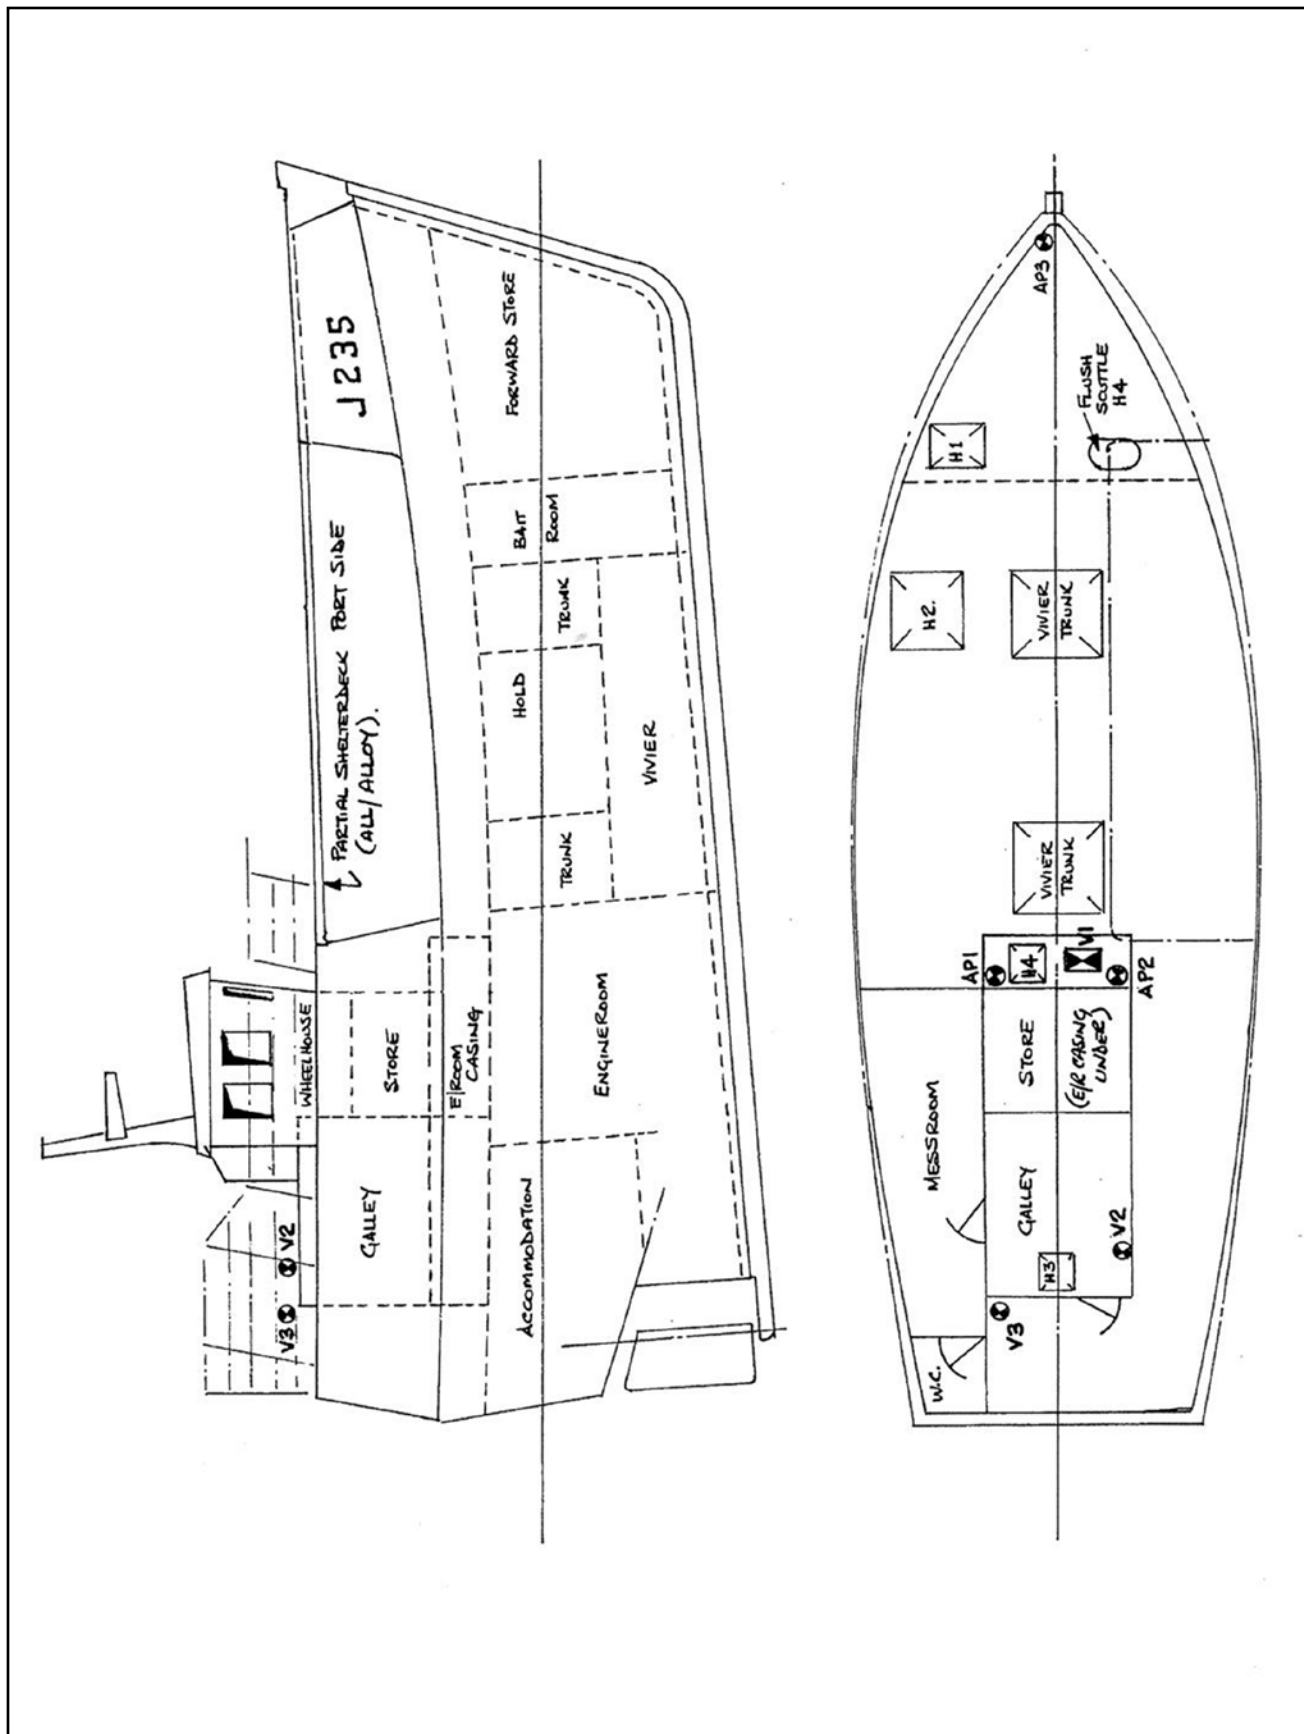 J235
PARTIAL SHELTERDECK PORT SIDE
(ALL/ALLOY).
WHEELHOUSE
STORE
E/ROOM
CASING
GALLEY
V2
V3
FORWARD STORE
BAIT
ROOM
TRUNK
HOLD
TRUNK
VIVIER
ENGINEROOM
ACCOMMODATION
AP3
FLUSH
SCUTTLE
H4
H1
H2.
VIVIER
TRUNK
VIVIER
TRUNK
AP1
H4
V1
AP2
STORE
(E/R CASING
UNDER)
MESSROOM
GALLEY
H3
V2
V3
W.C.